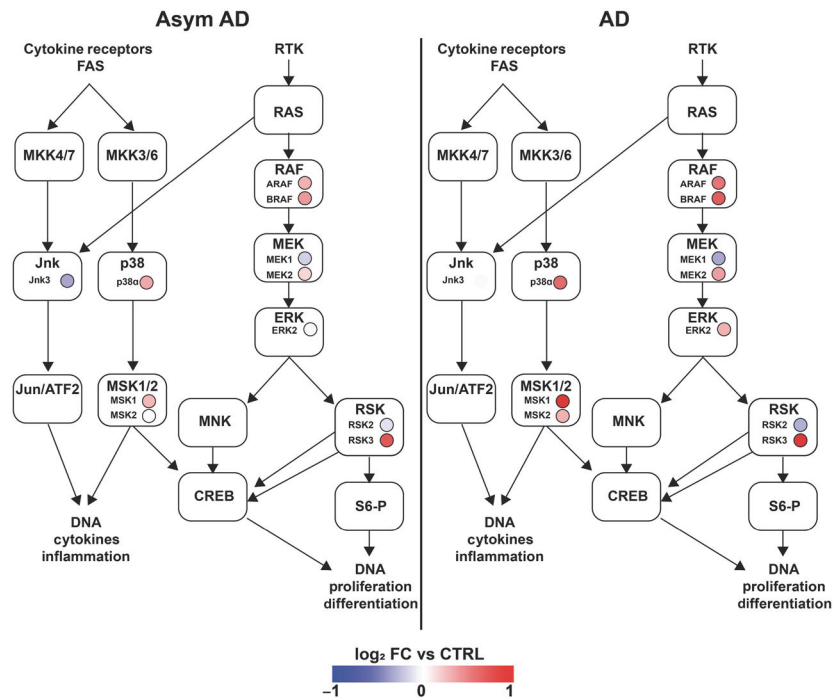 Asym AD
Cytokine receptors
FAS
RTK
RAS
MKK4/7
MKK3/6
RAF
ARAF
BRAF
MEK
MEK1
MEK2
Jnk
Jnk3
p38
p38α
ERK
ERK2
Jun/ATF2
MSK1/2
MSK1
MSK2
MNK
RSK
RSK2
RSK3
CREB
S6-P
DNA
cytokines
inflammation
DNA
proliferation
differentiation
AD
Cytokine receptors
FAS
RTK
RAS
MKK4/7
MKK3/6
RAF
ARAF
BRAF
MEK
MEK1
MEK2
Jnk
Jnk3
p38
p38α
ERK
ERK2
Jun/ATF2
MSK1/2
MSK1
MSK2
MNK
RSK
RSK2
RSK3
CREB
S6-P
DNA
cytokines
inflammation
DNA
proliferation
differentiation
log₂ FC vs CTRL
−1 0 1